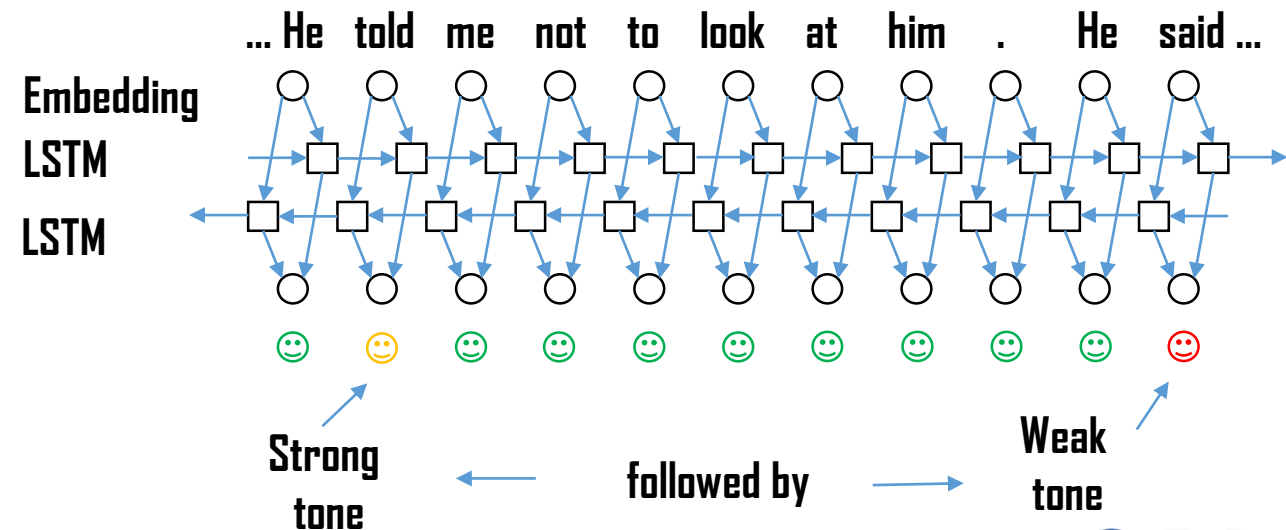 ... He told me not to look at him . He said ...
Embedding
LSTM
LSTM
Strong
tone
followed by
Weak
tone